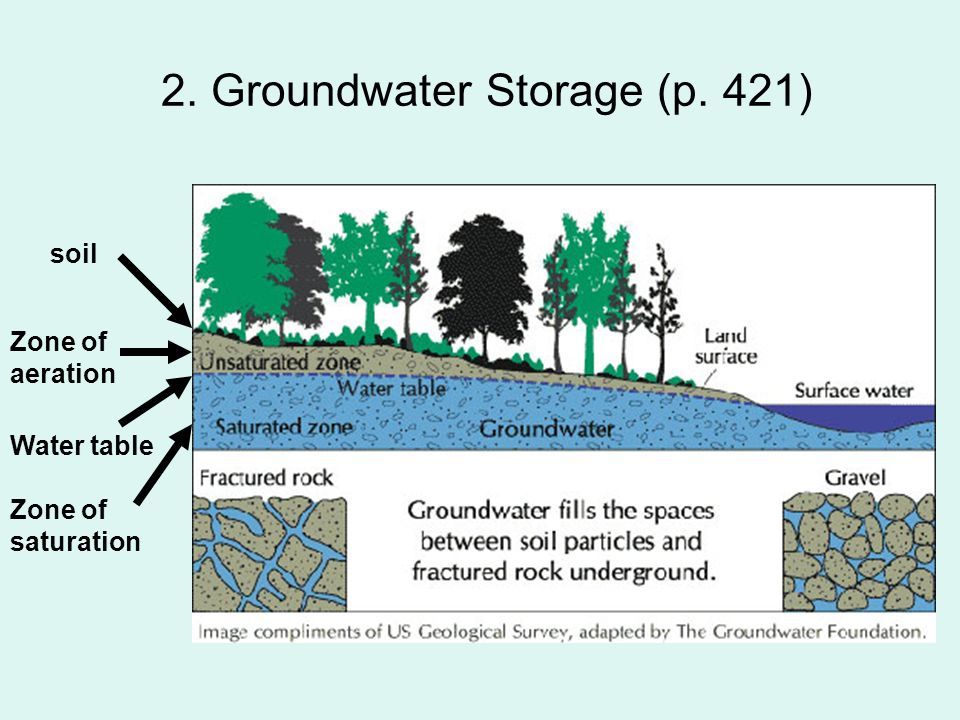 2. Groundwater Storage (p. 421)
soil
Zone of
aeration
Water table
Zone of
saturation
Land
surface
Unsaturated zone
Water table
Surface water
Saturated zone
Groundwater
Fractured rock
Gravel
Groundwater fills the spaces
between soil particles and
fractured rock underground.
Image compliments of US Geological Survey, adapted by The Groundwater Foundation.